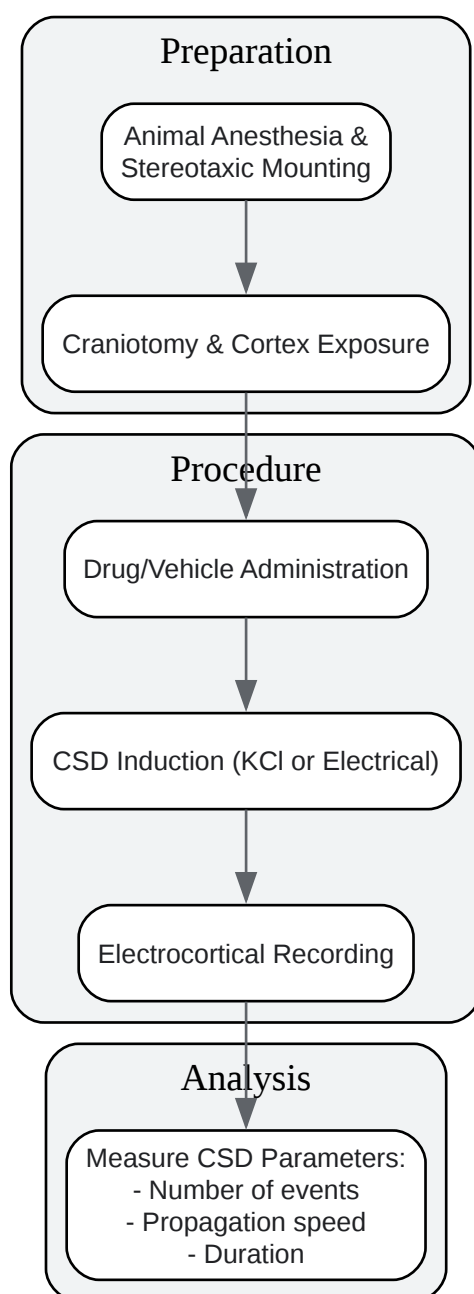 Preparation
Animal Anesthesia &
Stereotaxic Mounting
Craniotomy & Cortex Exposure
Procedure
Drug/Vehicle Administration
CSD Induction (KCl or Electrical)
Electrocortical Recording
Analysis
Measure CSD Parameters:
- Number of events
- Propagation speed
- Duration